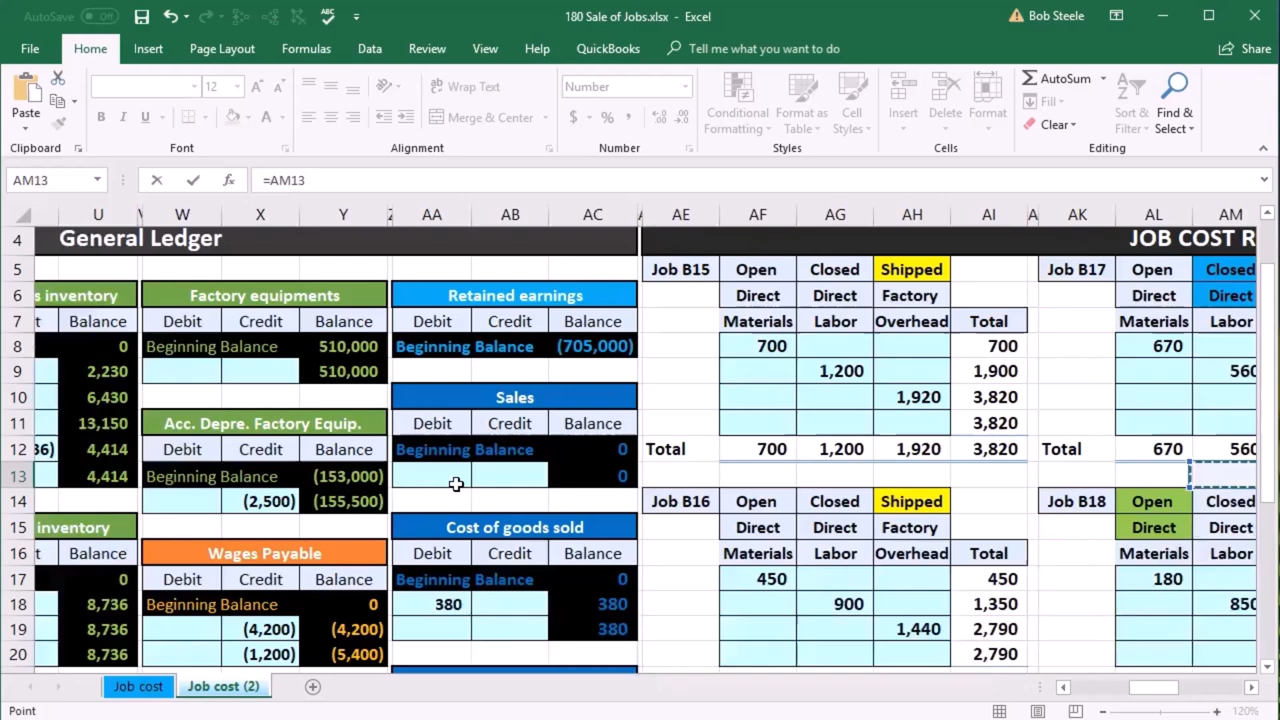 AutoSave Off 180 Sale of Jobs.xlsx - Excel Bob Steele
File Home Insert Page Layout Formulas Data Review View Help QuickBooks Tell me what you want to do Share
Paste 12 Wrap Text Number Conditional Formatting Format as Table Cell Styles Insert Delete Format AutoSum Fill Clear Sort & Filter Find & Select
B I U Merge & Center $ %
Clipboard Font Alignment Number Styles Cells Editing
AM13 fx =AM13
U W X Y Z AA AB AC AE AF AG AH AI AK AL AM
4 General Ledger JOB COST R
5 Job B15 Open Closed Shipped Job B17 Open Closed
6 s inventory Factory equipments Retained earnings Direct Direct Factory Direct Direct
7 t Balance Debit Credit Balance Debit Credit Balance Materials Labor Overhead Total Materials Labor
8 0 Beginning Balance 510,000 Beginning Balance (705,000) 700 700 670
9 2,230 510,000 1,200 1,900 560
10 6,430 Sales 1,920 3,820
11 13,150 Acc. Depre. Factory Equip. Debit Credit Balance 3,820
12 36) 4,414 Debit Credit Balance Beginning Balance 0 Total 700 1,200 1,920 3,820 Total 670 560
13 4,414 Beginning Balance (153,000) 0
14 (2,500) (155,500) Job B16 Open Closed Shipped Job B18 Open Closed
15 inventory Cost of goods sold Direct Direct Factory Direct Direct
16 t Balance Wages Payable Debit Credit Balance Materials Labor Overhead Total Materials Labor
17 0 Debit Credit Balance Beginning Balance 0 450 450 180
18 8,736 Beginning Balance 0 380 380 900 1,350 850
19 8,736 (4,200) (4,200) 380 1,440 2,790
20 8,736 (1,200) (5,400) 2,790
Job cost Job cost (2)
Point 120%